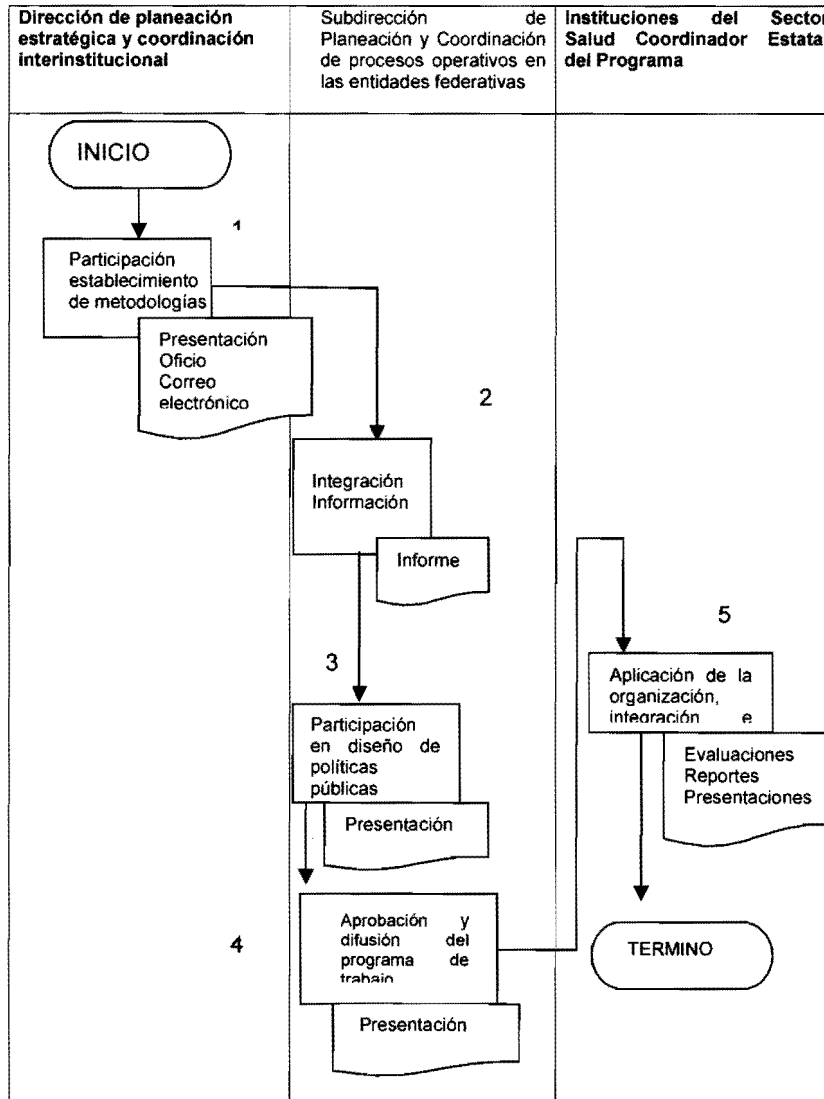 Dirección de planeación
estratégica y coordinación
interinstitucional
Subdirección de
Planeación y Coordinación
de procesos operativos en
las entidades federativas
Instituciones del Sector
Salud Coordinador Estata
del Programa
INICIO
1
Participación
establecimiento
de metodologías
Presentación
Oficio
Correo
electrónico
2
Integración
Información
Informe
3
Participación
en diseño de
políticas
públicas
Presentación
4
Aprobación y
difusión del
programa de
trabajo
Presentación
5
Aplicación de la
organización,
integración e
Evaluaciones
Reportes
Presentaciones
TERMINO